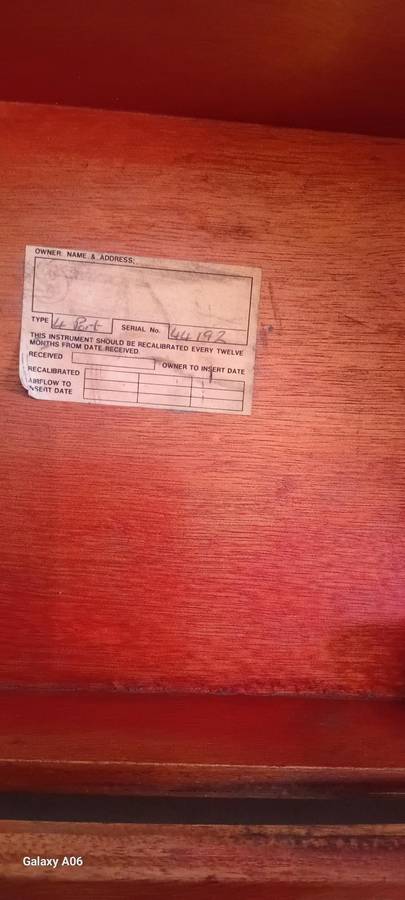 OWNER: NAME & ADDRESS;
TYPE 4 Port SERIAL No. 44192
THIS INSTRUMENT SHOULD BE RECALIBRATED EVERY TWELVE
MONTHS FROM DATE RECEIVED
RECEIVED OWNER TO INSERT DATE
RECALIBRATED
AIRFLOW TO
INSERT DATE
Galaxy A06